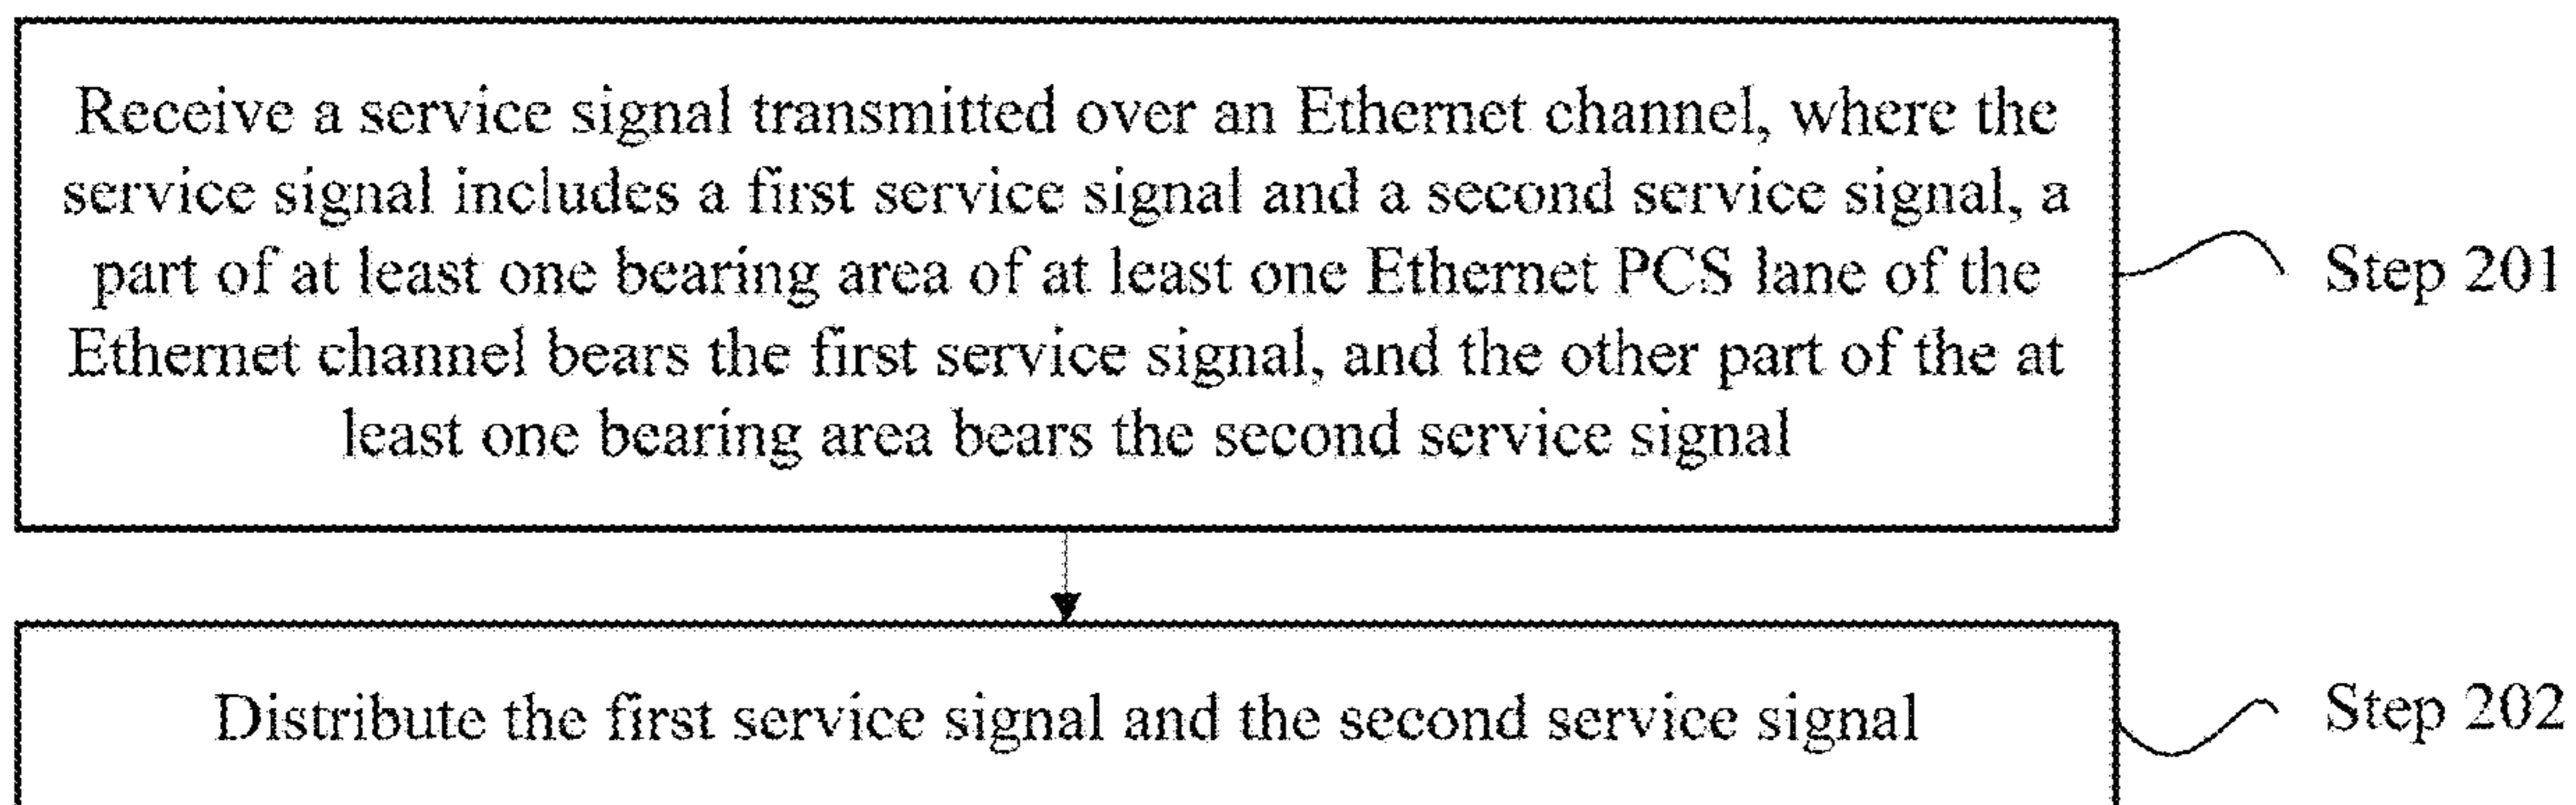 Receive a service signal transmitted over an Ethernet channel, where the
service signal includes a first service signal and a second service signal, a
part of at least one bearing area of at least one Ethernet PCS lane of the
Ethernet channel bears the first service signal, and the other part of the at
least one bearing area bears the second service signal
Step 201
Distribute the first service signal and the second service signal
Step 202